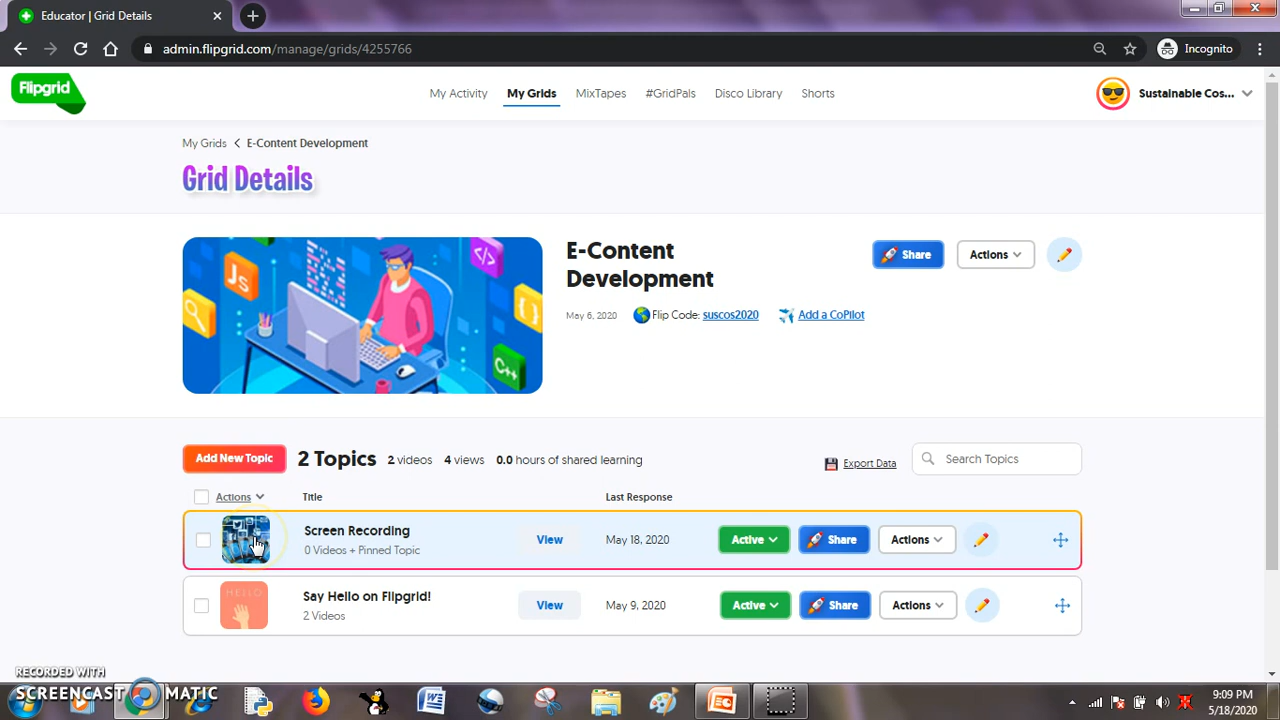 Educator | Grid Details
admin.flipgrid.com/manage/grids/4255766
Incognito
Flipgrid
My Activity My Grids MixTapes #GridPals Disco Library Shorts
Sustainable Cos...
My Grids < E-Content Development
Grid Details
JS
</>
{}
C++
E-Content
Development
Share
Actions
May 6, 2020 Flip Code: suscos2020 Add a CoPilot
Add New Topic 2 Topics 2 videos 4 views 0.0 hours of shared learning
Export Data
Search Topics
Actions Title Last Response
Screen Recording
0 Videos + Pinned Topic
View May 18, 2020 Active Share Actions
HELLO
Say Hello on Flipgrid!
2 Videos
View May 9, 2020 Active Share Actions
RECORDED WITH
SCREENCAST MATIC
9:09 PM
5/18/2020